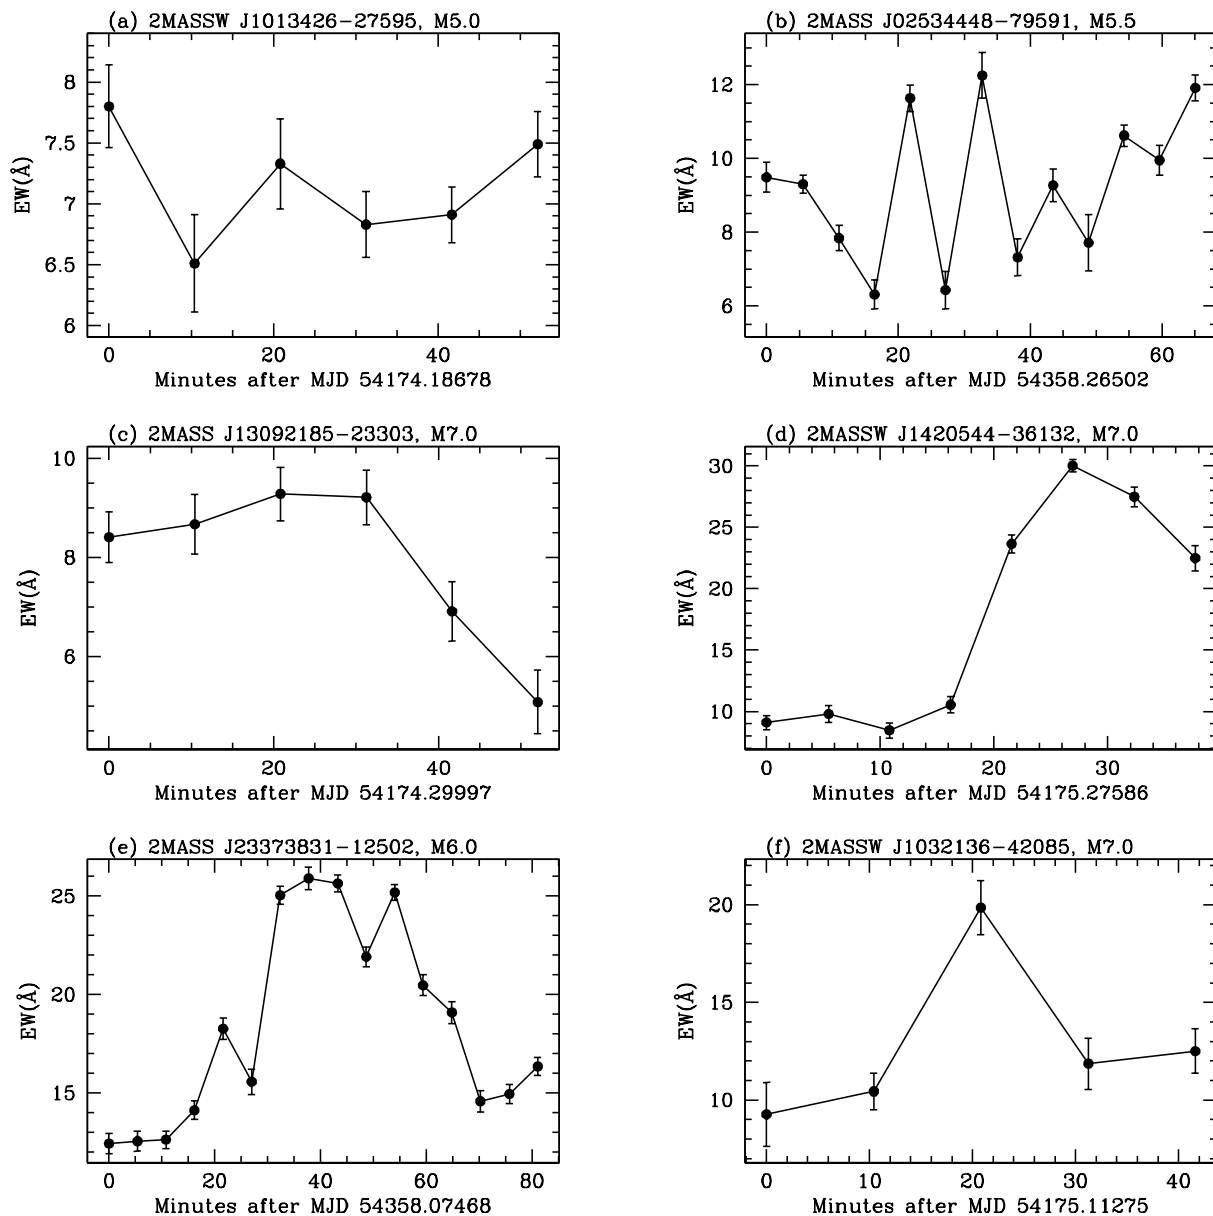 (a) 2MASSW J1013426−27595, M5.0
8
7.5
7
6.5
6
EW(Å)
0 20 40
Minutes after MJD 54174.18678
(b) 2MASS J02534448−79591, M5.5
12
10
8
6
EW(Å)
0 20 40 60
Minutes after MJD 54358.26502
(c) 2MASS J13092185−23303, M7.0
10
8
6
EW(Å)
0 20 40
Minutes after MJD 54174.29997
(d) 2MASSW J1420544−36132, M7.0
30
25
20
15
10
EW(Å)
0 10 20 30
Minutes after MJD 54175.27586
(e) 2MASS J23373831−12502, M6.0
25
20
15
EW(Å)
0 20 40 60 80
Minutes after MJD 54358.07468
(f) 2MASSW J1032136−42085, M7.0
20
15
10
EW(Å)
0 10 20 30 40
Minutes after MJD 54175.11275